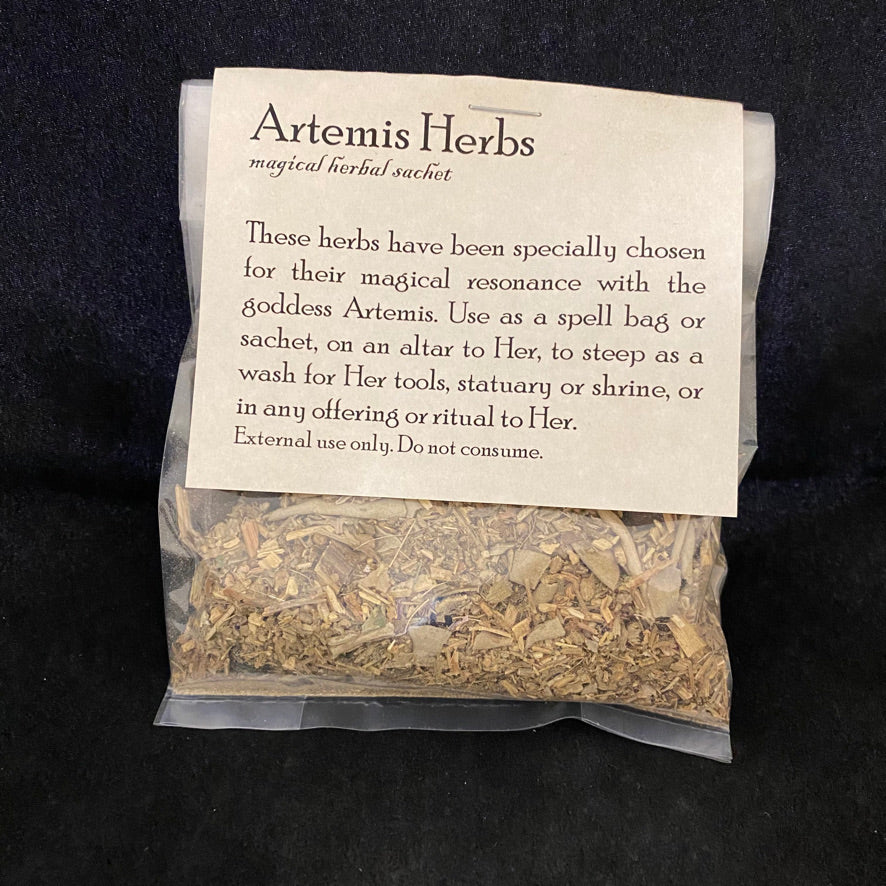 Artemis Herbs
magical herbal sachet
These herbs have been specially chosen
for their magical resonance with the
goddess Artemis. Use as a spell bag or
sachet, on an altar to Her, to steep as a
wash for Her tools, statuary or shrine, or
in any offering or ritual to Her.
External use only. Do not consume.